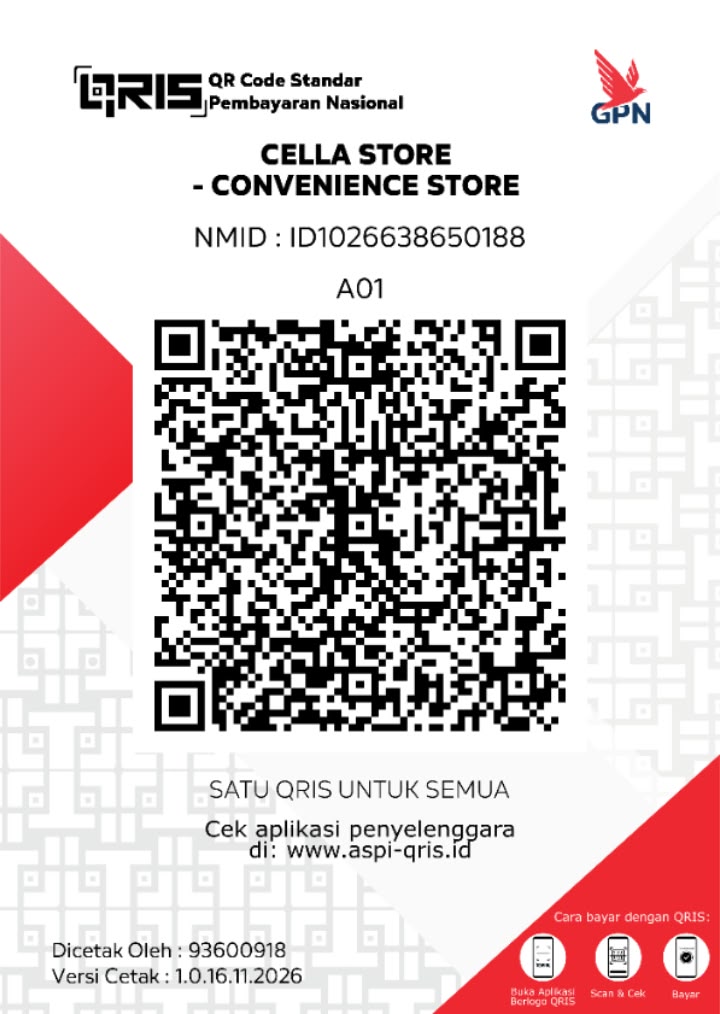 QRIS QR Code Standar
Pembayaran Nasional
GPN
CELLA STORE
- CONVENIENCE STORE
NMID : ID1026638650188
A01
SATU QRIS UNTUK SEMUA
Cek aplikasi penyelenggara
di: www.aspi-qris.id
Cara bayar dengan QRIS:
Buka Aplikasi
Berlogo QRIS
Scan & Cek
Bayar
Dicetak Oleh : 93600918
Versi Cetak : 1.0.16.11.2026